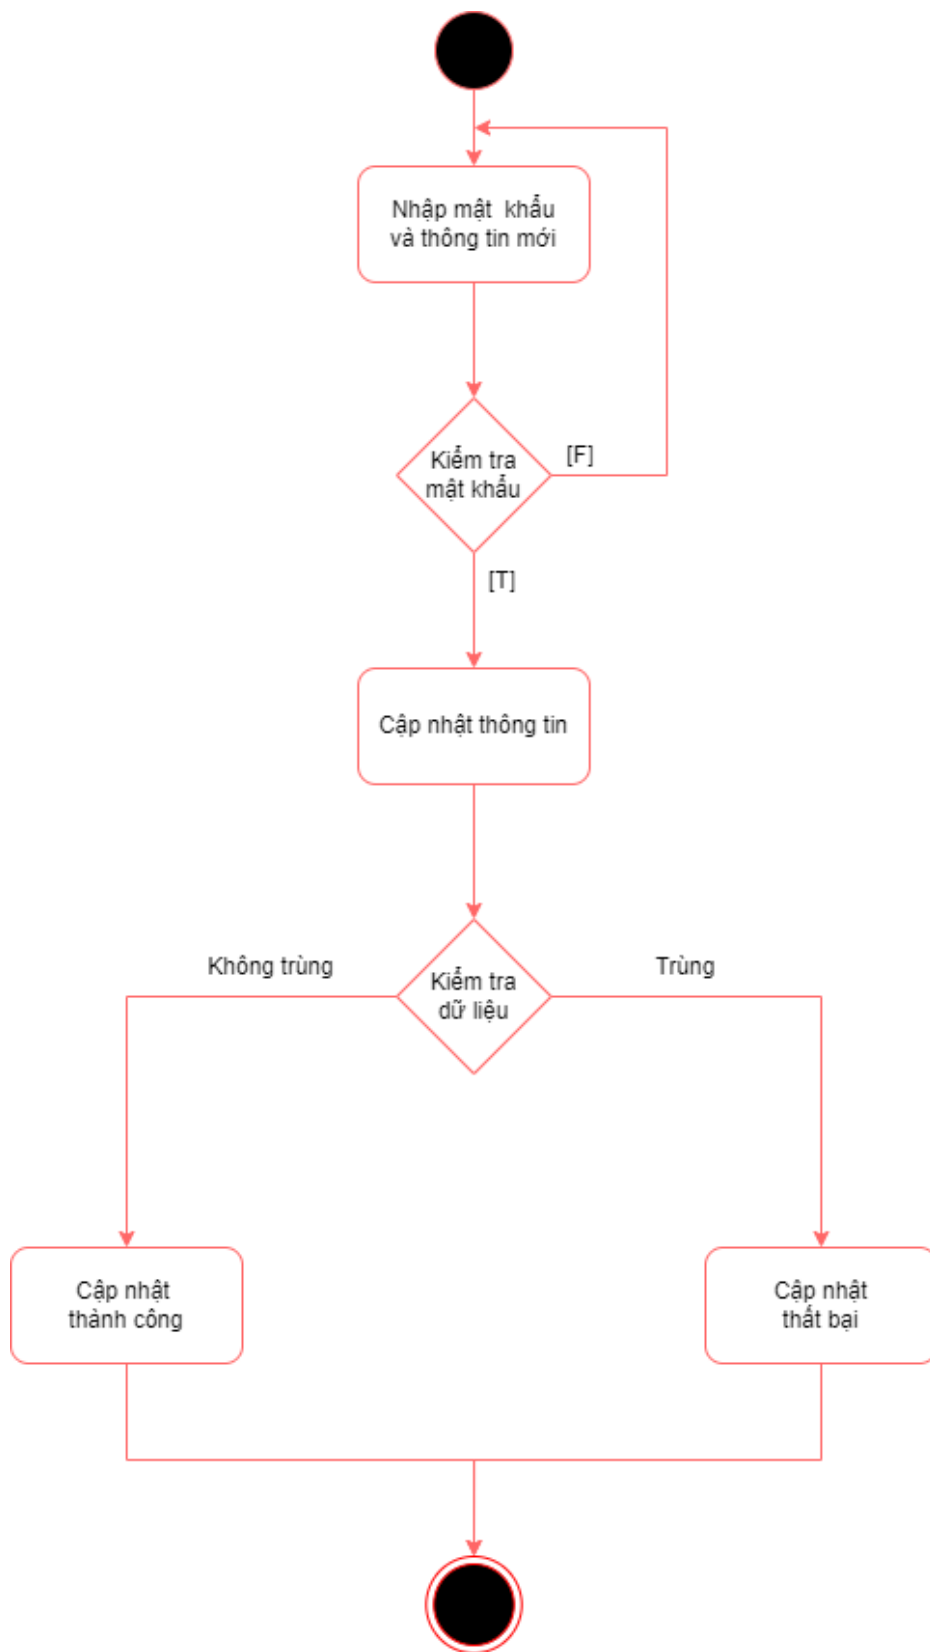 Nhập mật khẩu
và thông tin mới
Kiểm tra
mật khẩu
[F]
[T]
Cập nhật thông tin
Không trùng
Trùng
Kiểm tra
dữ liệu
Cập nhật
thành công
Cập nhật
thất bại